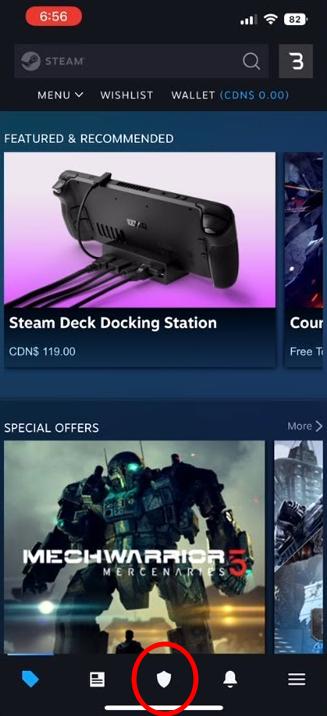 6:56
82
STEAM
MENU WISHLIST WALLET (CDN$ 0.00)
FEATURED & RECOMMENDED
Steam Deck Docking Station
Cour
CDN$ 119.00
Free To
SPECIAL OFFERS
More
MECHWARRIOR 5
MERCENARIES